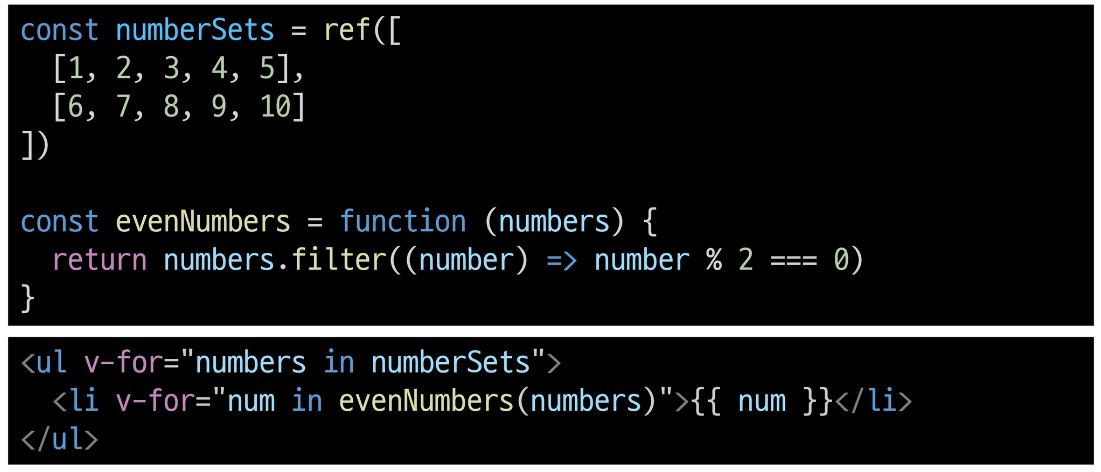 const numberSets = ref([
  [1, 2, 3, 4, 5],
  [6, 7, 8, 9, 10]
])

const evenNumbers = function (numbers) {
  return numbers.filter((number) => number % 2 === 0)
}
<ul v-for="numbers in numberSets">
  <li v-for="num in evenNumbers(numbers)">{{ num }}</li>
</ul>